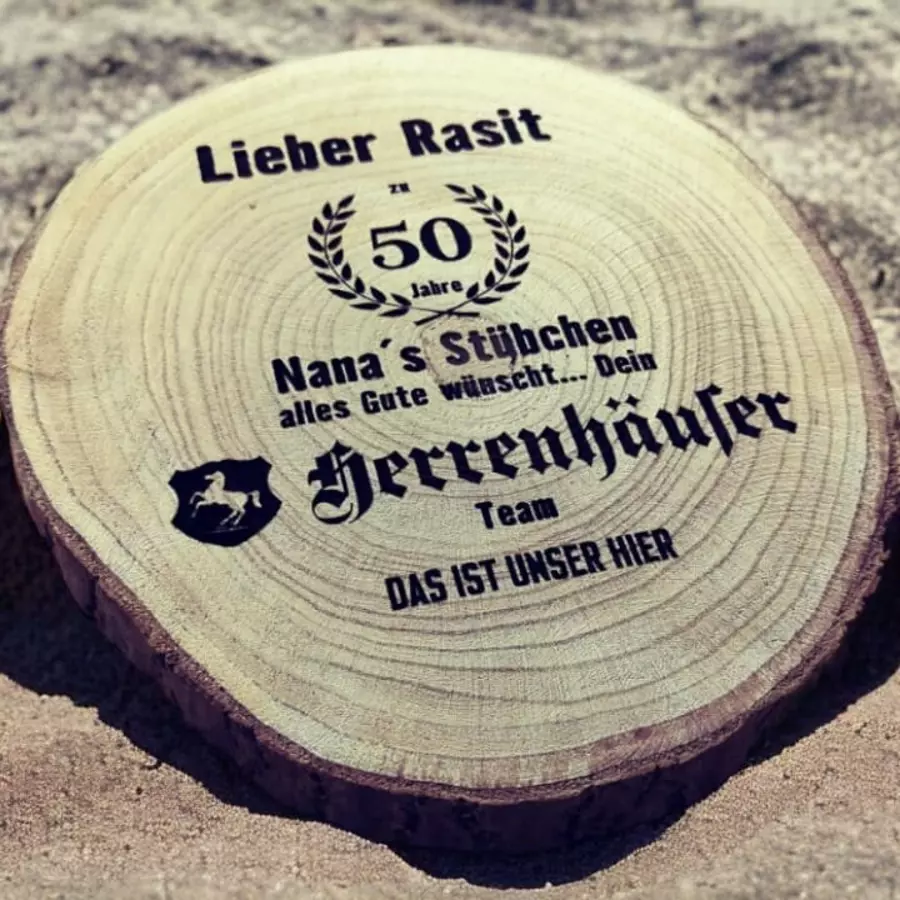 Lieber Rasit
zu
50
Jahre
Nana´s Stübchen
alles Gute wünscht... Dein
Herrenhäuſer
Team
DAS IST UNSER HIER